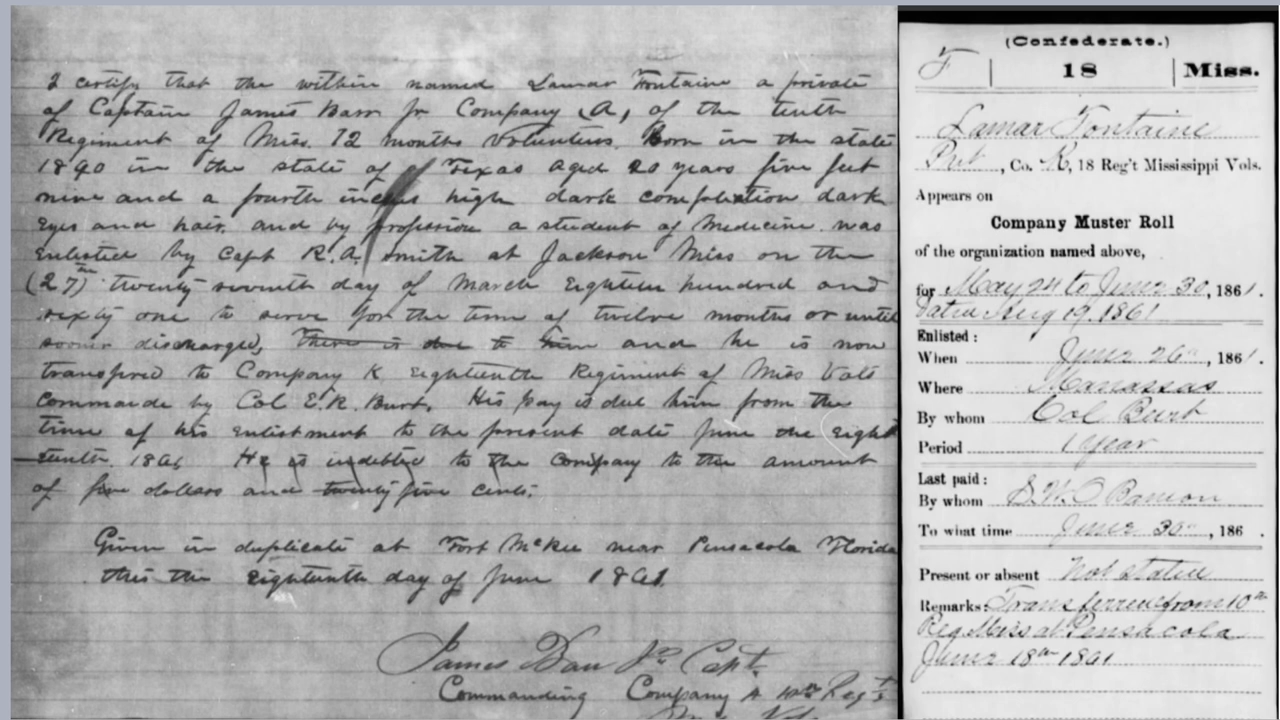 I certify that the within named Lamar Fontaine a private
of Captain James Barr Jr Company (A, of the tenth
Regiment of Miss. 12 months Volunteers. Born in the state
1840 in the state of Texas aged 20 years five feet
nine and a fourth inches high dark complexion dark
Eyes and hair. and by profession a student of Medicine was
Enlisted by Capt R.A. Smith at Jackson Miss on the
(27)th twenty seventh day of March Eighteen hundred and
sixty one to serve for the term of twelve months or until
sooner discharged, There is due to him and he is now
transfired to Company K Eighteenth Regiment of Miss Vols
Commande by Col E.R. Burt. His pay is due him from the
time of his Enlistment to the present date June the Eight
teenth. 1861 He is indebted to the Company to the amount
of five dollars and twenty five cents.
Given in duplicate at Fort McKee near Pensacola Florida
this the Eighteenth day of June 1861.
James Barr Jr Capt.
Commanding Company A 10th Regt
Miss Vols
(Confederate.)
F | 18 | Miss.
Lamar Fontaine
Pvt, Co. K, 18 Reg't Mississippi Vols.
Appears on
Company Muster Roll
of the organization named above,
for May 24 to June 30, 1861.
dated Aug 19, 1861
Enlisted:
When June 26, 1861.
Where Manassas
By whom Col Burt
Period 1 year
Last paid:
By whom
To what time June 30, 186 .
Present or absent Not stated
Remarks: Transferred from 10th
Reg Miss at Pensacola
June 18th 1861